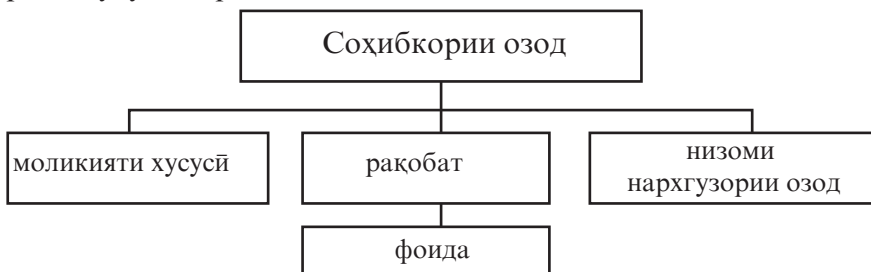 Соҳибкории озод
моликияти хусусӣ
рақобат
низоми
нархгузории озод
фоида